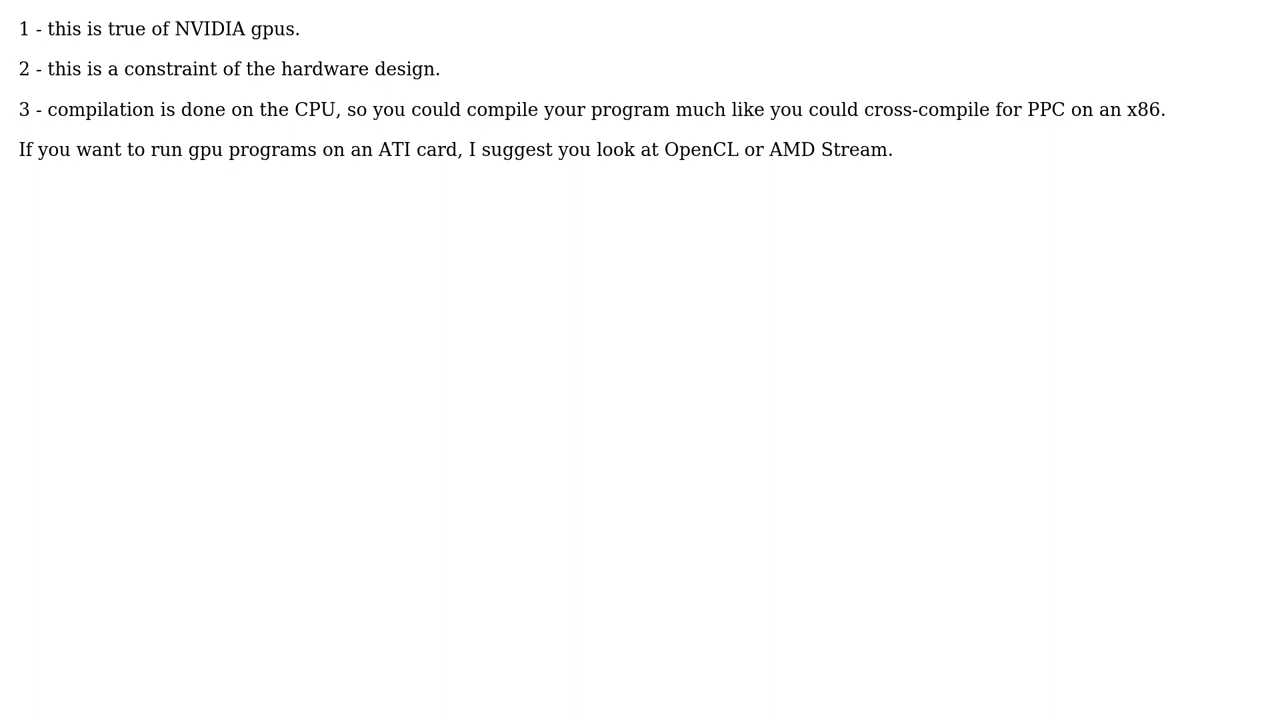 1 - this is true of NVIDIA gpus.
2 - this is a constraint of the hardware design.
3 - compilation is done on the CPU, so you could compile your program much like you could cross-compile for PPC on an x86.
If you want to run gpu programs on an ATI card, I suggest you look at OpenCL or AMD Stream.